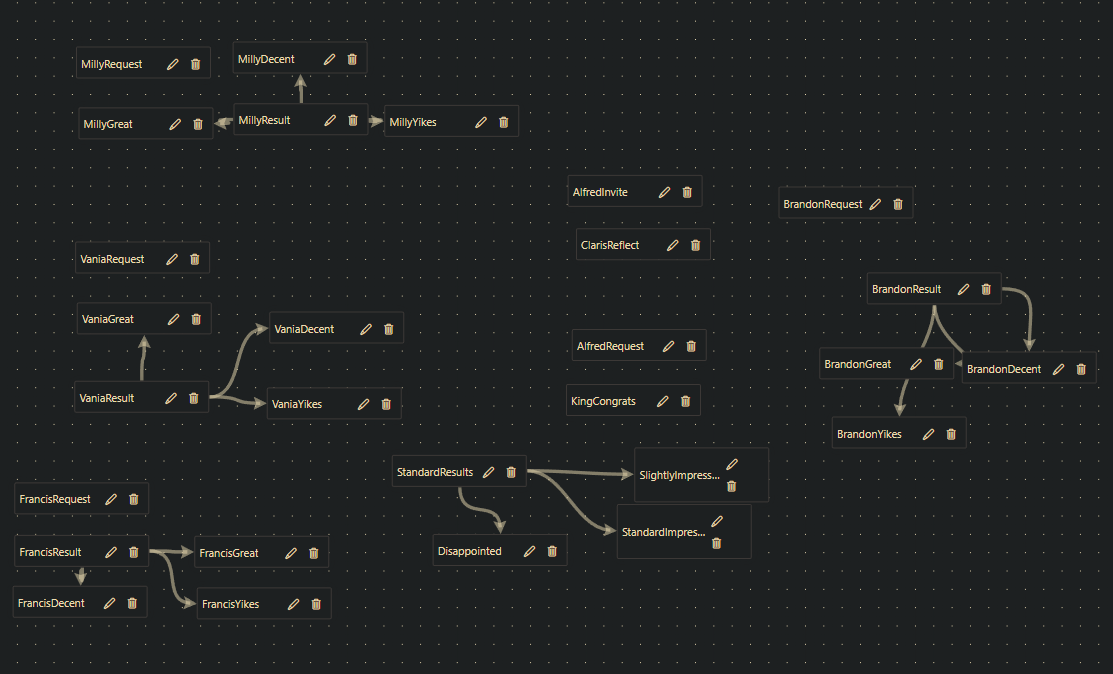 MillyRequest
MillyDecent
MillyGreat
MillyResult
MillyYikes
AlfredInvite
BrandonRequest
ClarisReflect
VaniaRequest
BrandonResult
VaniaGreat
VaniaDecent
AlfredRequest
BrandonGreat
BrandonDecent
VaniaResult
VaniaYikes
KingCongrats
BrandonYikes
StandardResults
SlightlyImpress...
FrancisRequest
StandardImpres...
FrancisResult
FrancisGreat
Disappointed
FrancisDecent
FrancisYikes